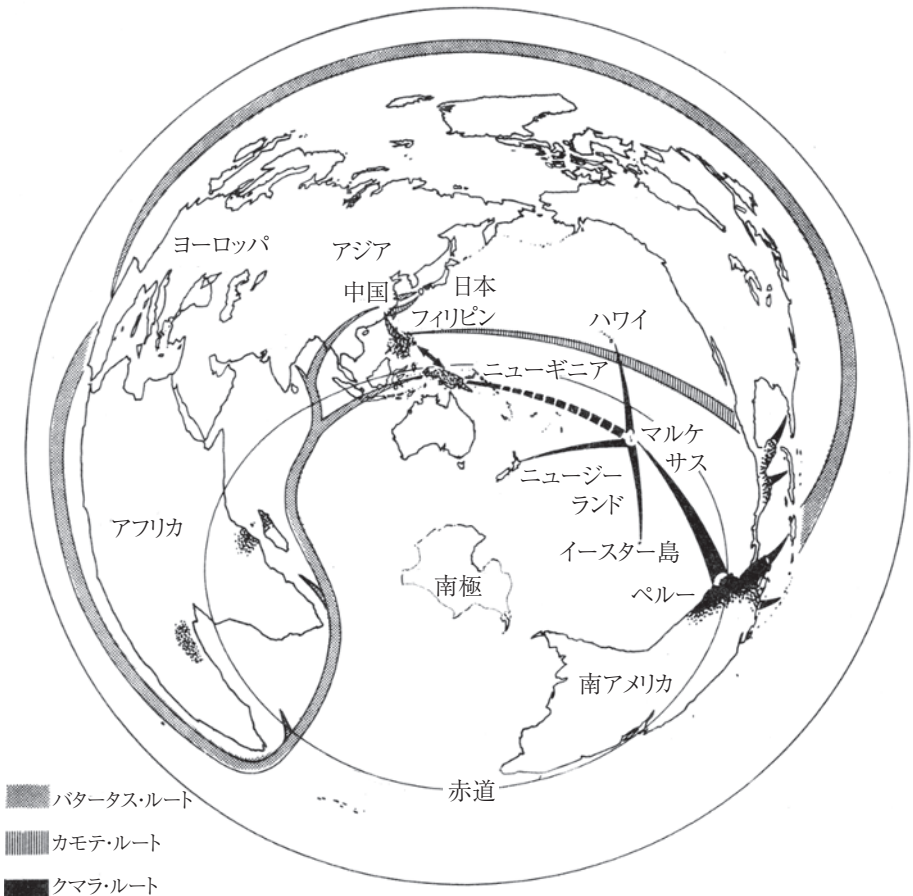 ヨーロッパ
アジア
中国
日本
フィリピン
ハワイ
ニューギニア
マルケ
サス
ニュージー
ランド
アフリカ
イースター島
南極
ペルー
南アメリカ
赤道
バタータス・ルート
カモテ・ルート
クマラ・ルート